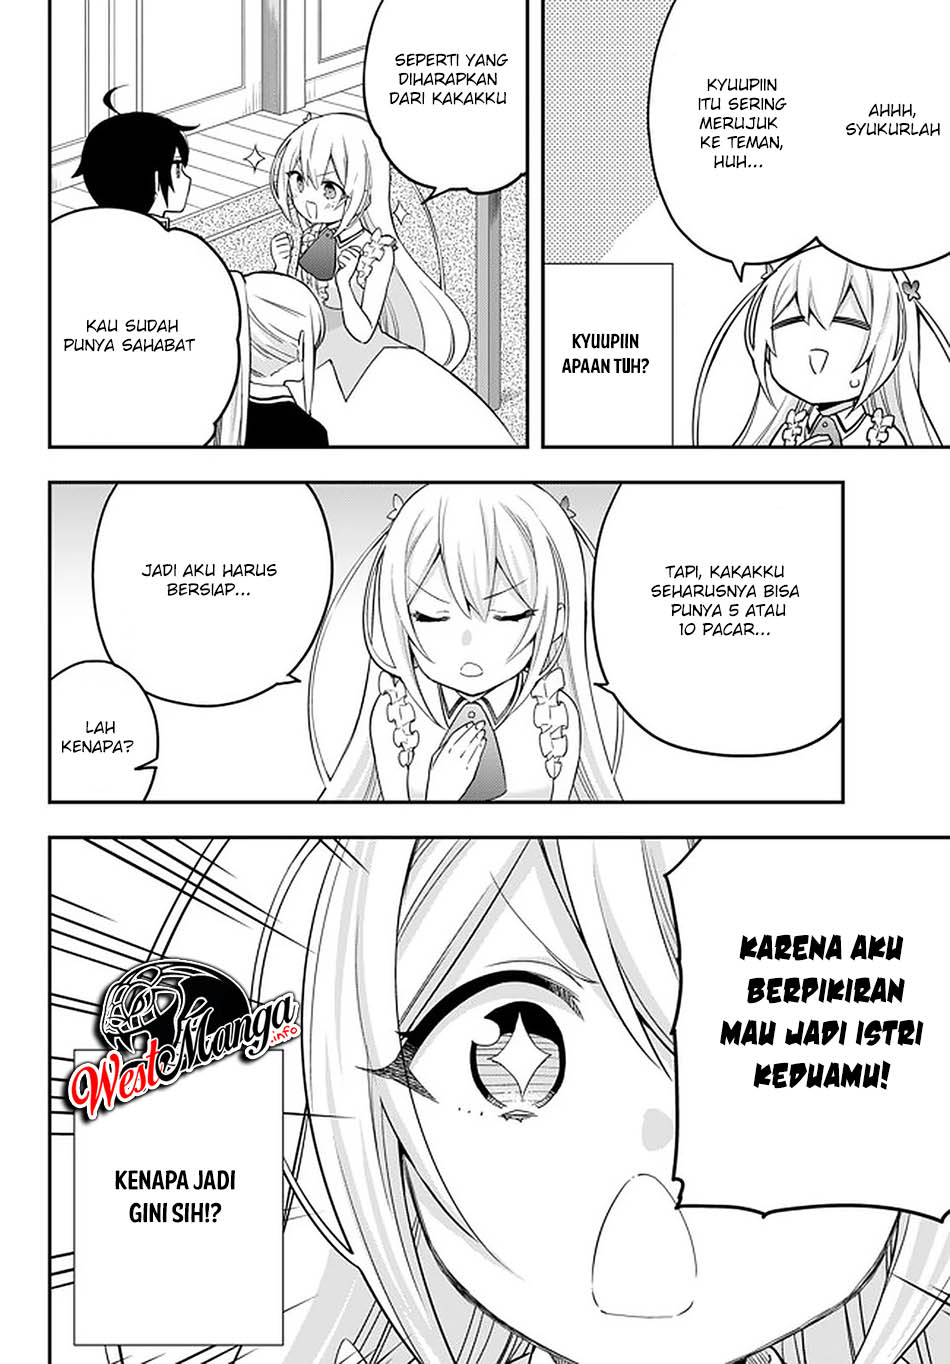 AHHH,
SYUKURLAH
KYUUPIIN
ITU SERING
MERUJUK
KE TEMAN,
HUH...
KYUUPIIN
APAAN TUH?
SEPERTI YANG
DIHARAPKAN
DARI KAKAKKU
KAU SUDAH
PUNYA SAHABAT
TAPI, KAKAKKU
SEHARUSNYA BISA
PUNYA 5 ATAU
10 PACAR...
JADI AKU HARUS
BERSIAP...
LAH
KENAPA?
KARENA AKU
BERPIKIRAN
MAU JADI ISTRI
KEDUAMU!
WestManga
.info
KENAPA JADI
GINI SIH!?